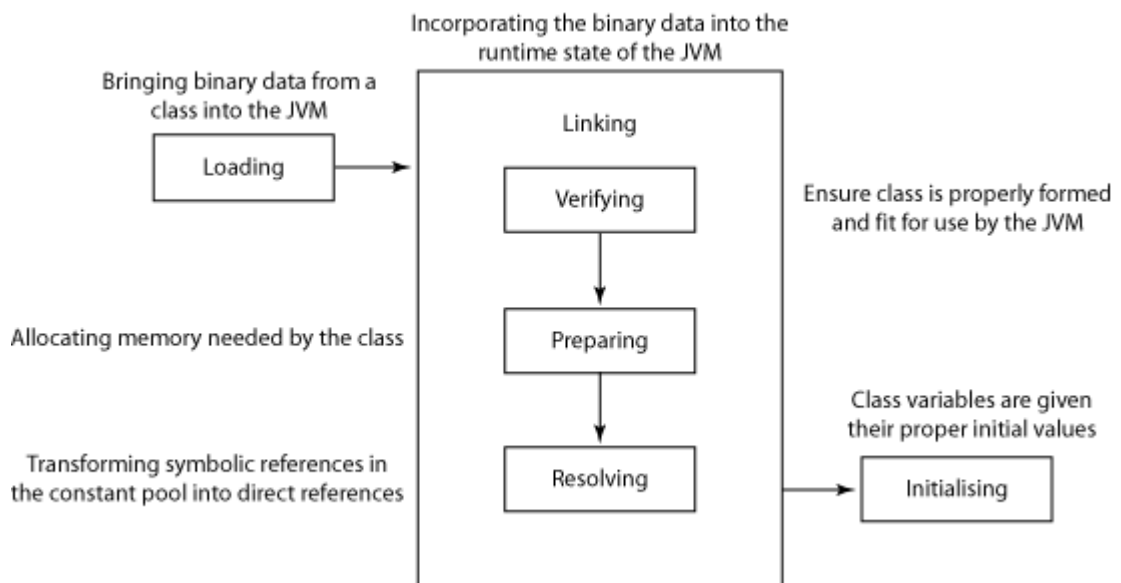 Incorporating the binary data into the
runtime state of the JVM
Bringing binary data from a
class into the JVM
Loading
Linking
Verifying
Ensure class is properly formed
and fit for use by the JVM
Allocating memory needed by the class
Preparing
Class variables are given
their proper initial values
Transforming symbolic references in
the constant pool into direct references
Resolving
Initialising